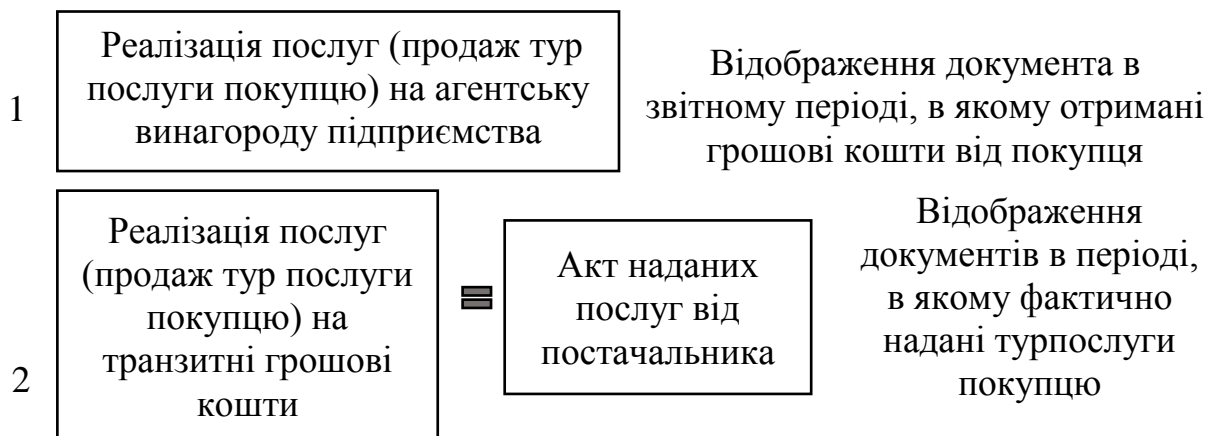 1
Реалізація послуг (продаж тур
послуги покупцю) на агентську
винагороду підприємства
Відображення документа в
звітному періоді, в якому отримані
грошові кошти від покупця
2
Реалізація послуг
(продаж тур послуги
покупцю) на
транзитні грошові
кошти
=
Акт наданих
послуг від
постачальника
Відображення
документів в періоді,
в якому фактично
надані турпослуги
покупцю